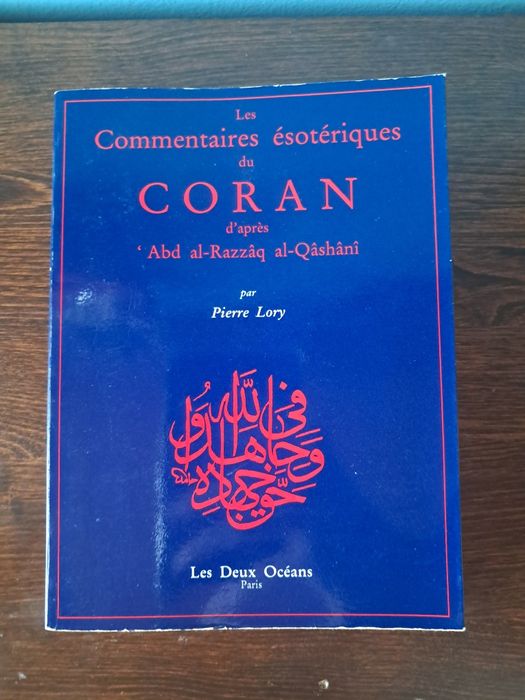 Les
Commentaires ésotériques
du
CORAN
d'après
‘ Abd al-Razzâq al-Qâshânî
par
Pierre Lory
وجاهدوا في الله حق جهاده
Les Deux Océans
Paris